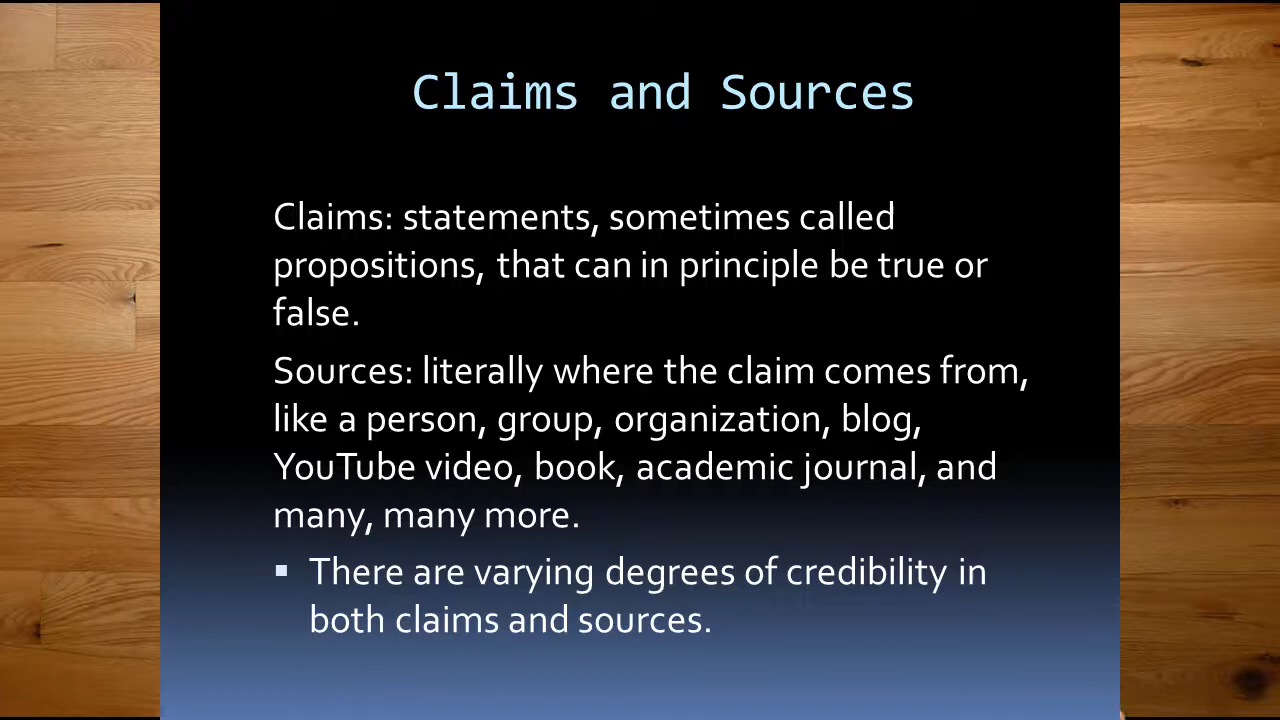 Claims and Sources
Claims: statements, sometimes called
propositions, that can in principle be true or
false.
Sources: literally where the claim comes from,
like a person, group, organization, blog,
YouTube video, book, academic journal, and
many, many more.
▪ There are varying degrees of credibility in
both claims and sources.